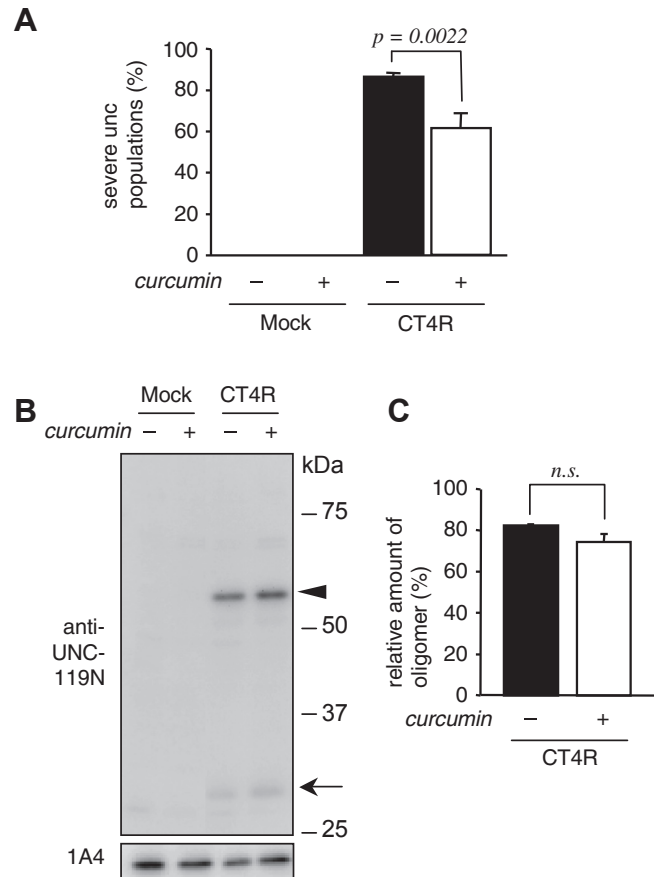 A
p = 0.0022
severe unc
populations (%)
100
80
60
40
20
0
curcumin − + − +
Mock CT4R
B
Mock CT4R
curcumin − + − +
kDa
75
50
37
25
anti-
UNC-
119N
1A4
C
n.s.
relative amount of
oligomer (%)
100
80
60
40
20
0
curcumin − +
CT4R